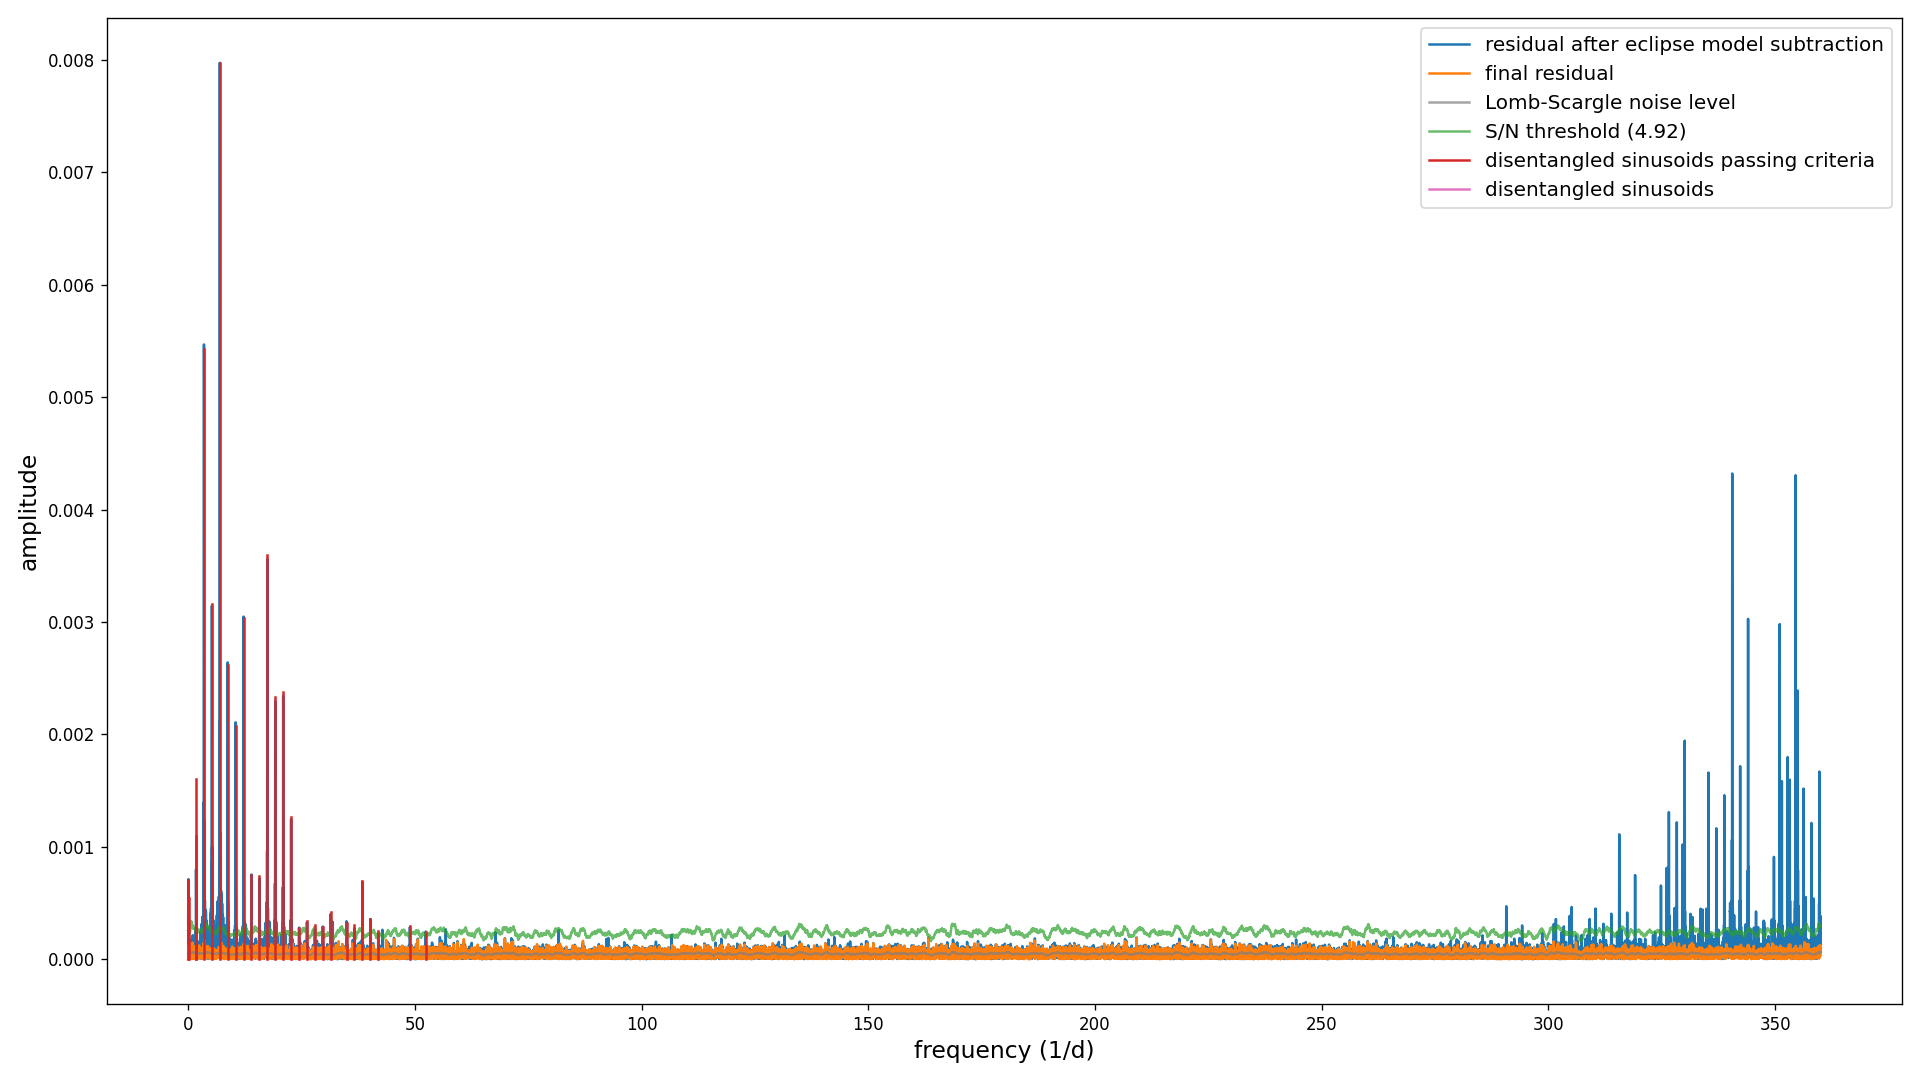 residual after eclipse model subtraction
final residual
Lomb-Scargle noise level
S/N threshold (4.92)
disentangled sinusoids passing criteria
disentangled sinusoids
0.008
0.007
0.006
0.005
0.004
0.003
0.002
0.001
0.000
amplitude
0 50 100 150 200 250 300 350
frequency (1/d)